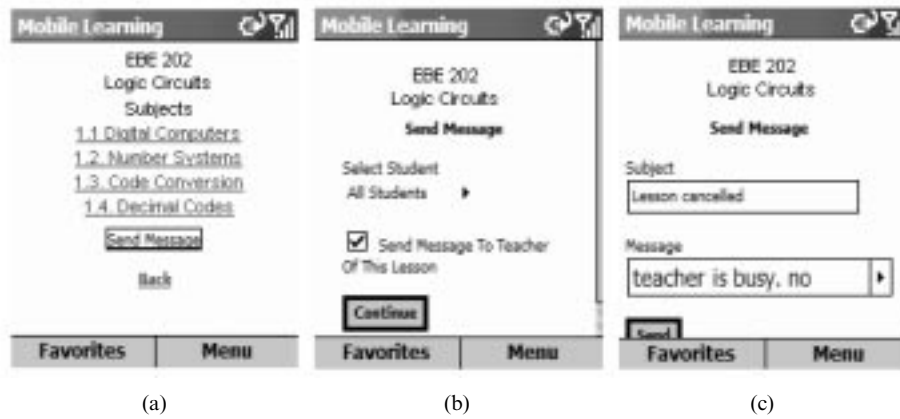 Mobile Learning
EBE 202
Logic Circuits
Subjects
1.1 Digital Computers
1.2. Number Systems
1.3. Code Conversion
1.4. Decimal Codes
Send Message
Back
Favorites Menu
(a)
Mobile Learning
EBE 202
Logic Circuits
Send Message
Select Student
All Students
Send Message To Teacher
Of This Lesson
Continue
Favorites Menu
(b)
Mobile Learning
EBE 202
Logic Circuits
Send Message
Subject
Lesson cancelled
Message
teacher is busy. no
Send
Favorites Menu
(c)